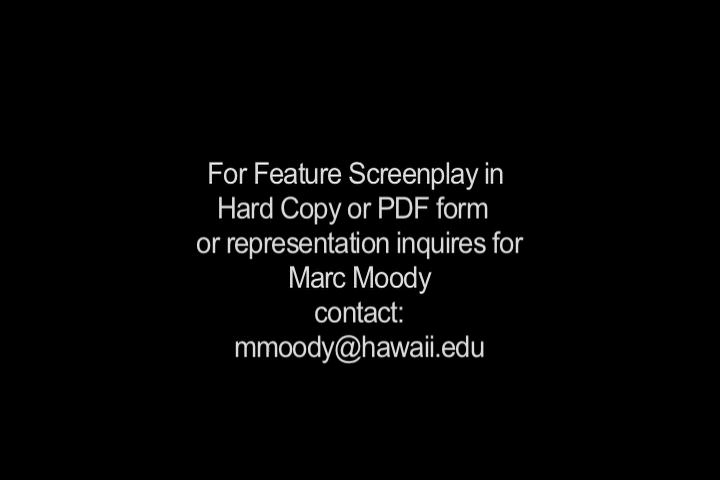 For Feature Screenplay in
Hard Copy or PDF form
or representation inquires for
Marc Moody
contact:
mmoody@hawaii.edu